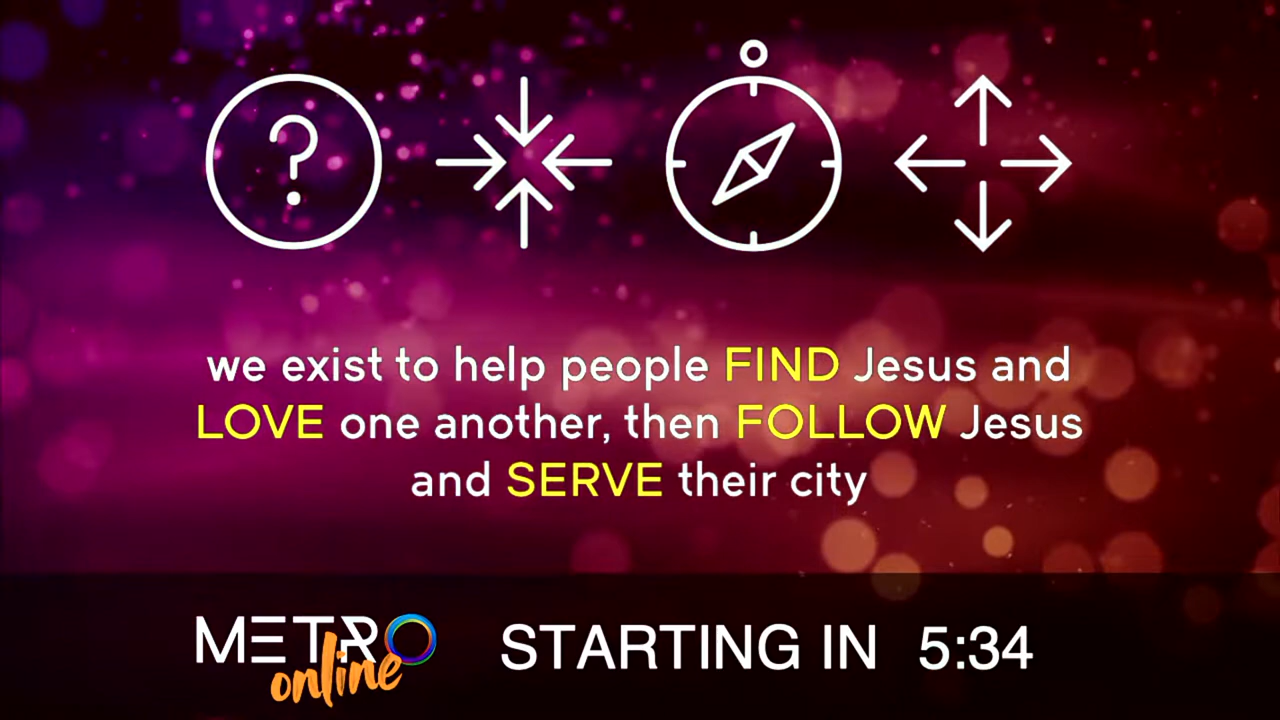 ?
we exist to help people FIND Jesus and
LOVE one another, then FOLLOW Jesus
and SERVE their city
METRO
online
STARTING IN 5:34